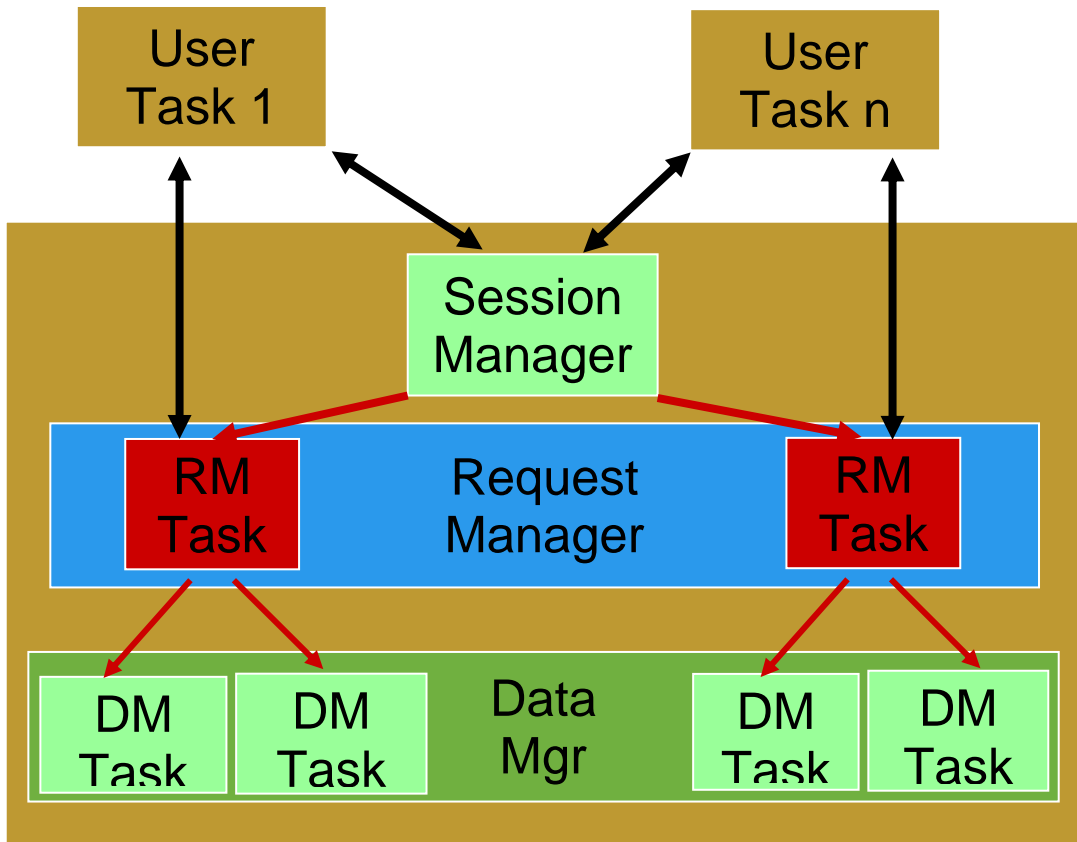 User
Task 1
User
Task n
Session
Manager
RM
Task
Request
Manager
RM
Task
DM
Task
DM
Task
Data
Mgr
DM
Task
DM
Task